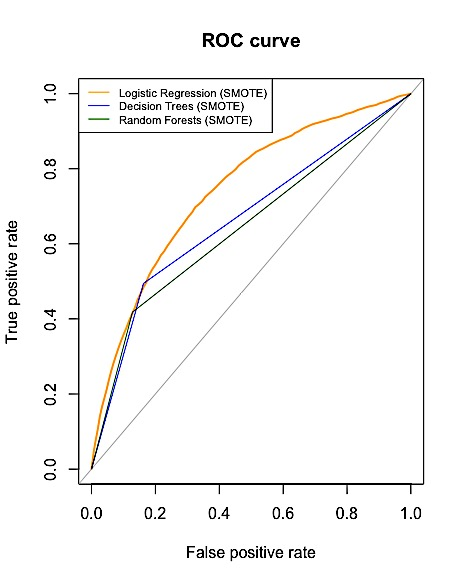 ROC curve
Logistic Regression (SMOTE)
Decision Trees (SMOTE)
Random Forests (SMOTE)
True positive rate
1.0
0.8
0.6
0.4
0.2
0.0
0.0 0.2 0.4 0.6 0.8 1.0
False positive rate